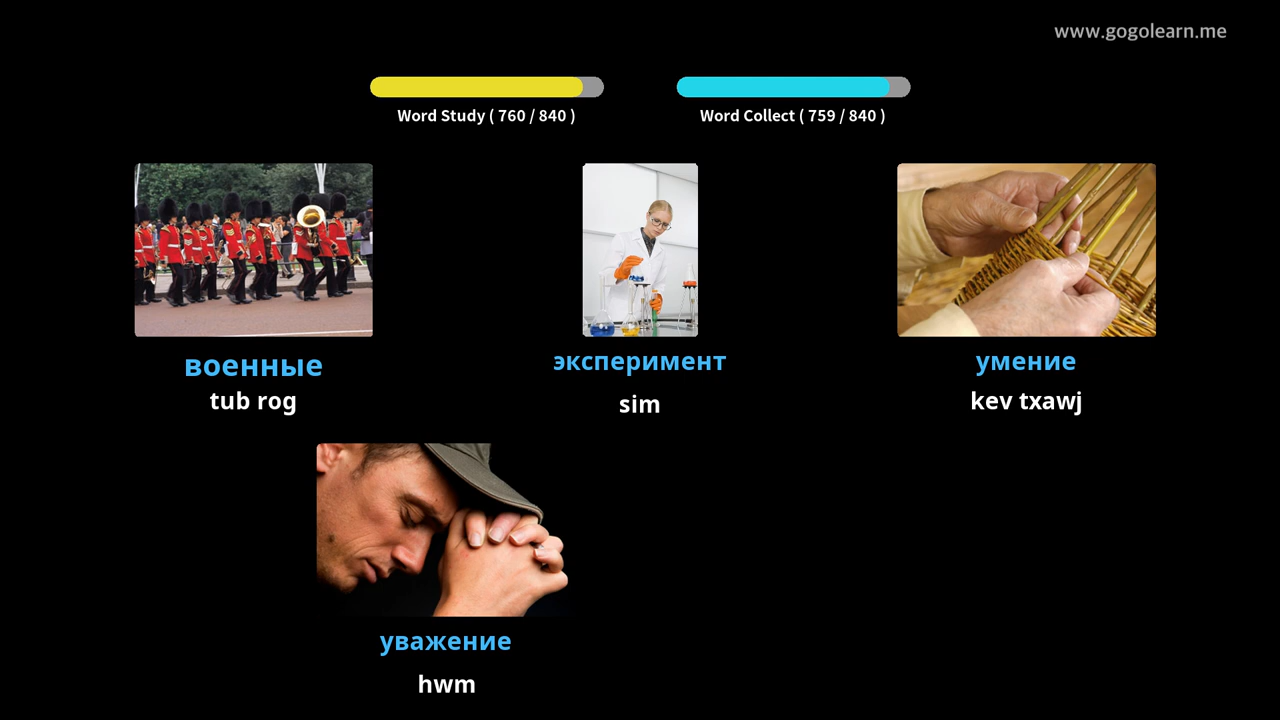 www.gogolearn.me
Word Study ( 760 / 840 )
Word Collect ( 759 / 840 )
военные
эксперимент
умение
tub rog
sim
kev txawj
уважение
hwm